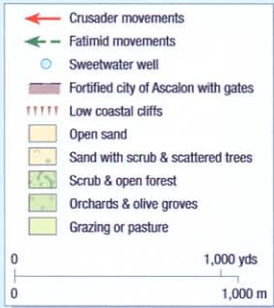 Crusader movements
Fatimid movements
Sweetwater well
Fortified city of Ascalon with gates
Low coastal cliffs
Open sand
Sand with scrub & scattered trees
Scrub & open forest
Orchards & olive groves
Grazing or pasture
0 1,000 yds
0 1,000 m